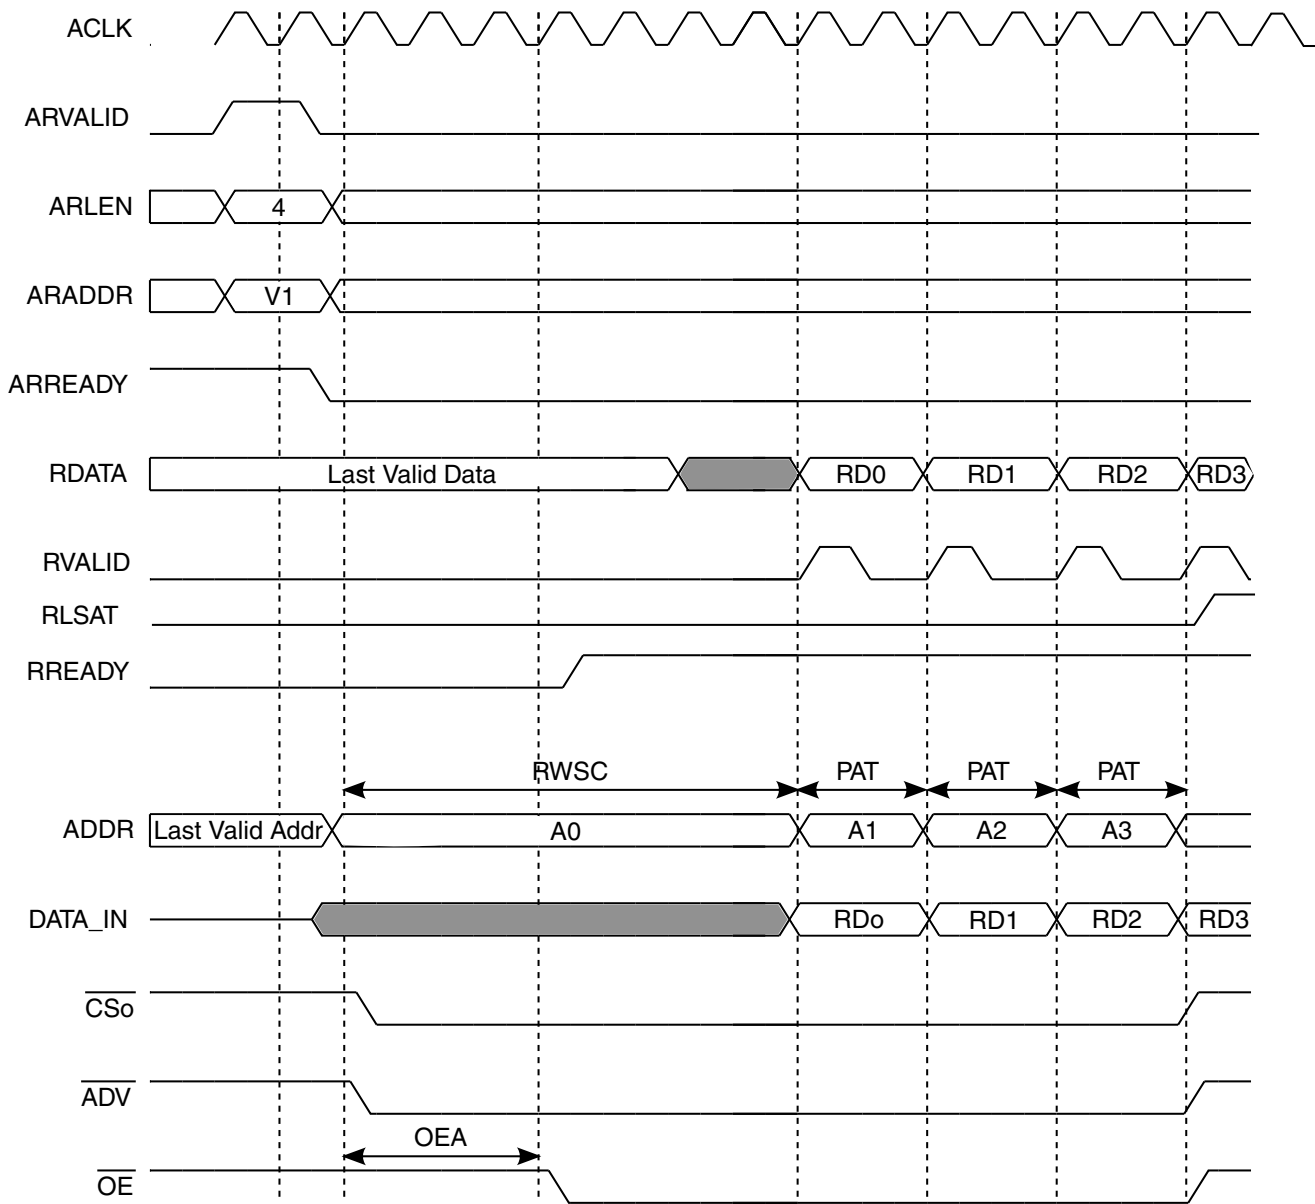 ACLK
ARVALID
ARLEN 4
ARADDR V1
ARREADY
RDATA Last Valid Data RD0 RD1 RD2 RD3
RVALID
RLSAT
RREADY
RWSC PAT PAT PAT
ADDR Last Valid Addr A0 A1 A2 A3
DATA_IN RDo RD1 RD2 RD3
CSo
ADV
OEA
OE